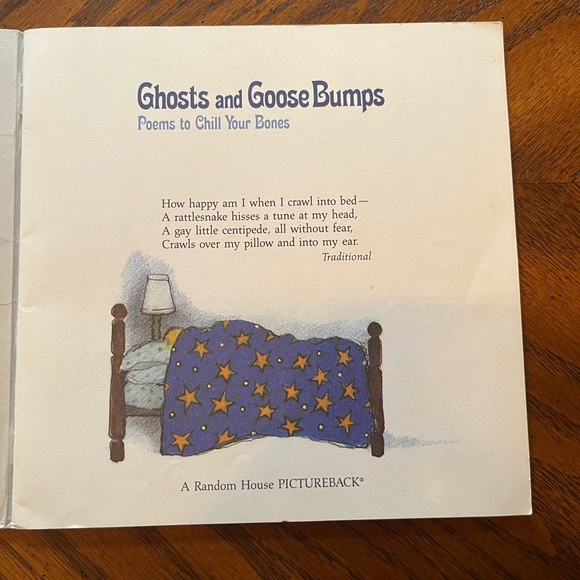 Ghosts and Goose Bumps
Poems to Chill Your Bones
How happy am I when I crawl into bed—
A rattlesnake hisses a tune at my head,
A gay little centipede, all without fear,
Crawls over my pillow and into my ear.
Traditional
A Random House PICTUREBACK®